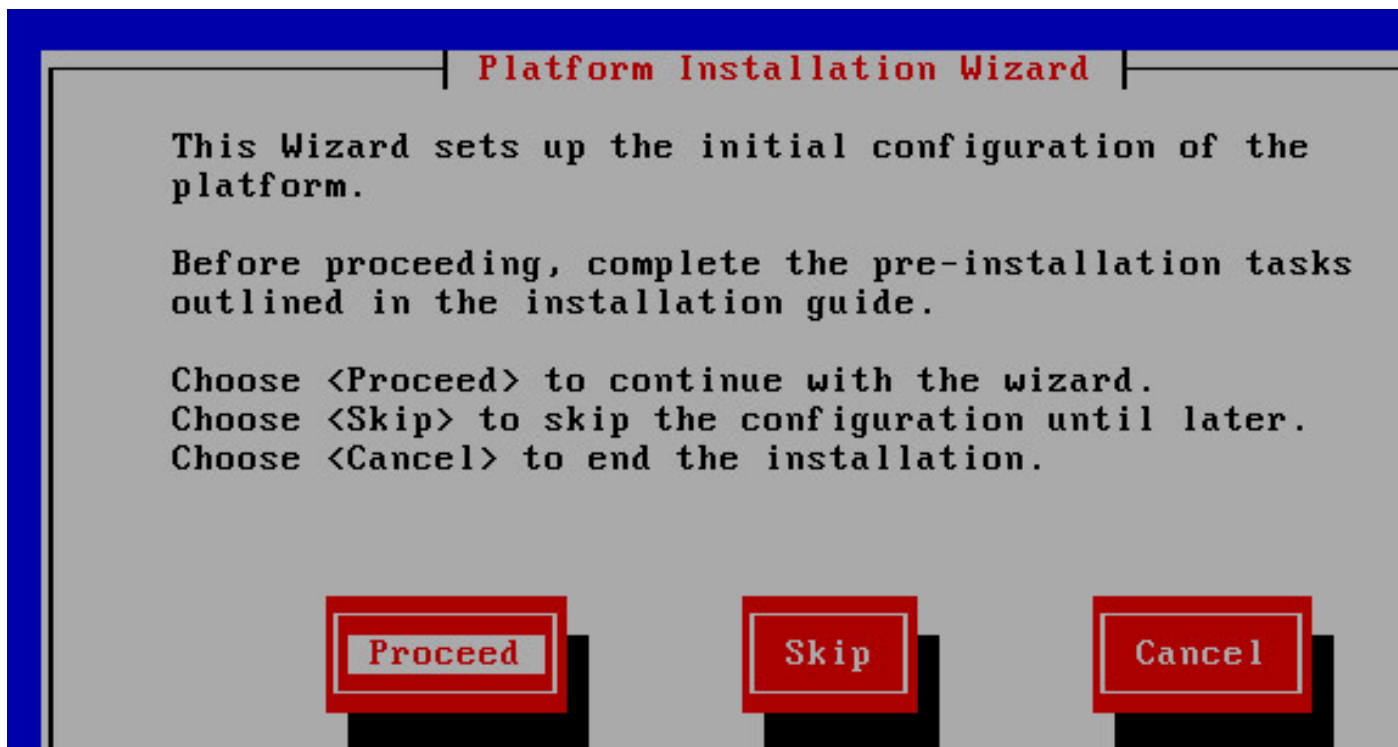 Platform Installation Wizard
This Wizard sets up the initial configuration of the
platform.
Before proceeding, complete the pre-installation tasks
outlined in the installation guide.
Choose <Proceed> to continue with the wizard.
Choose <Skip> to skip the configuration until later.
Choose <Cancel> to end the installation.
Proceed Skip Cancel